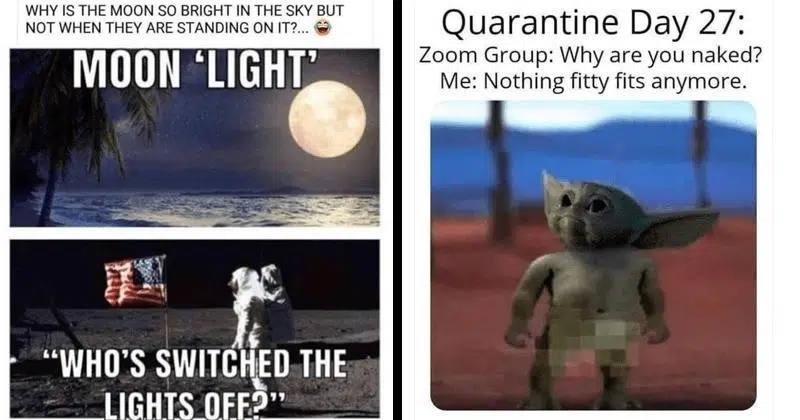 WHY IS THE MOON SO BRIGHT IN THE SKY BUT
NOT WHEN THEY ARE STANDING ON IT?... 😂
MOON ‘LIGHT’
“WHO’S SWITCHED THE
LIGHTS OFF?”
Quarantine Day 27:
Zoom Group: Why are you naked?
Me: Nothing fitty fits anymore.